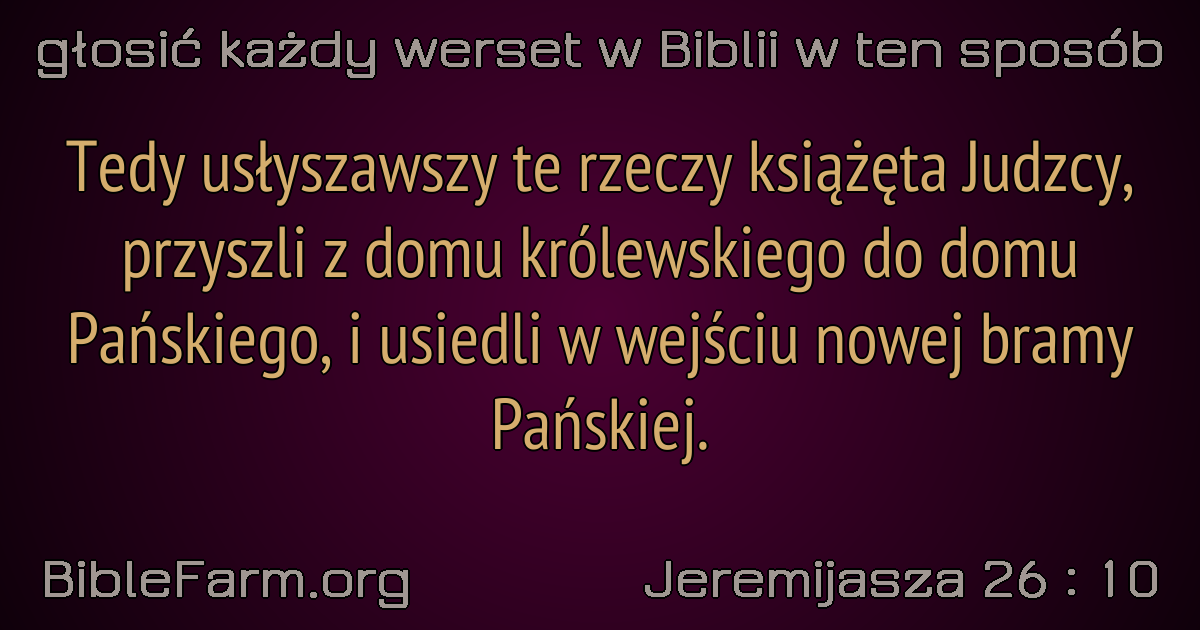 głosić każdy werset w Biblii w ten sposób
Tedy usłyszawszy te rzeczy książęta Judzcy,
przyszli z domu królewskiego do domu
Pańskiego, i usiedli w wejściu nowej bramy
Pańskiej.
BibleFarm.org
Jeremijasza 26 : 10